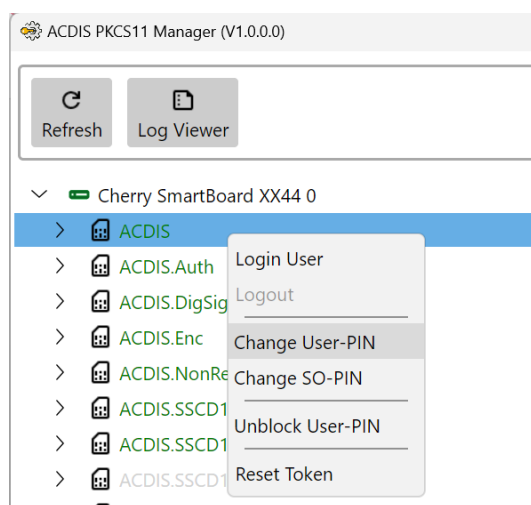 ACDIS PKCS11 Manager (V1.0.0.0)
Refresh
Log Viewer
Cherry SmartBoard XX44 0
ACDIS
ACDIS.Auth
ACDIS.DigSig
ACDIS.Enc
ACDIS.NonRe
ACDIS.SSCD1
ACDIS.SSCD1
ACDIS.SSCD1
Login User
Logout
Change User-PIN
Change SO-PIN
Unblock User-PIN
Reset Token